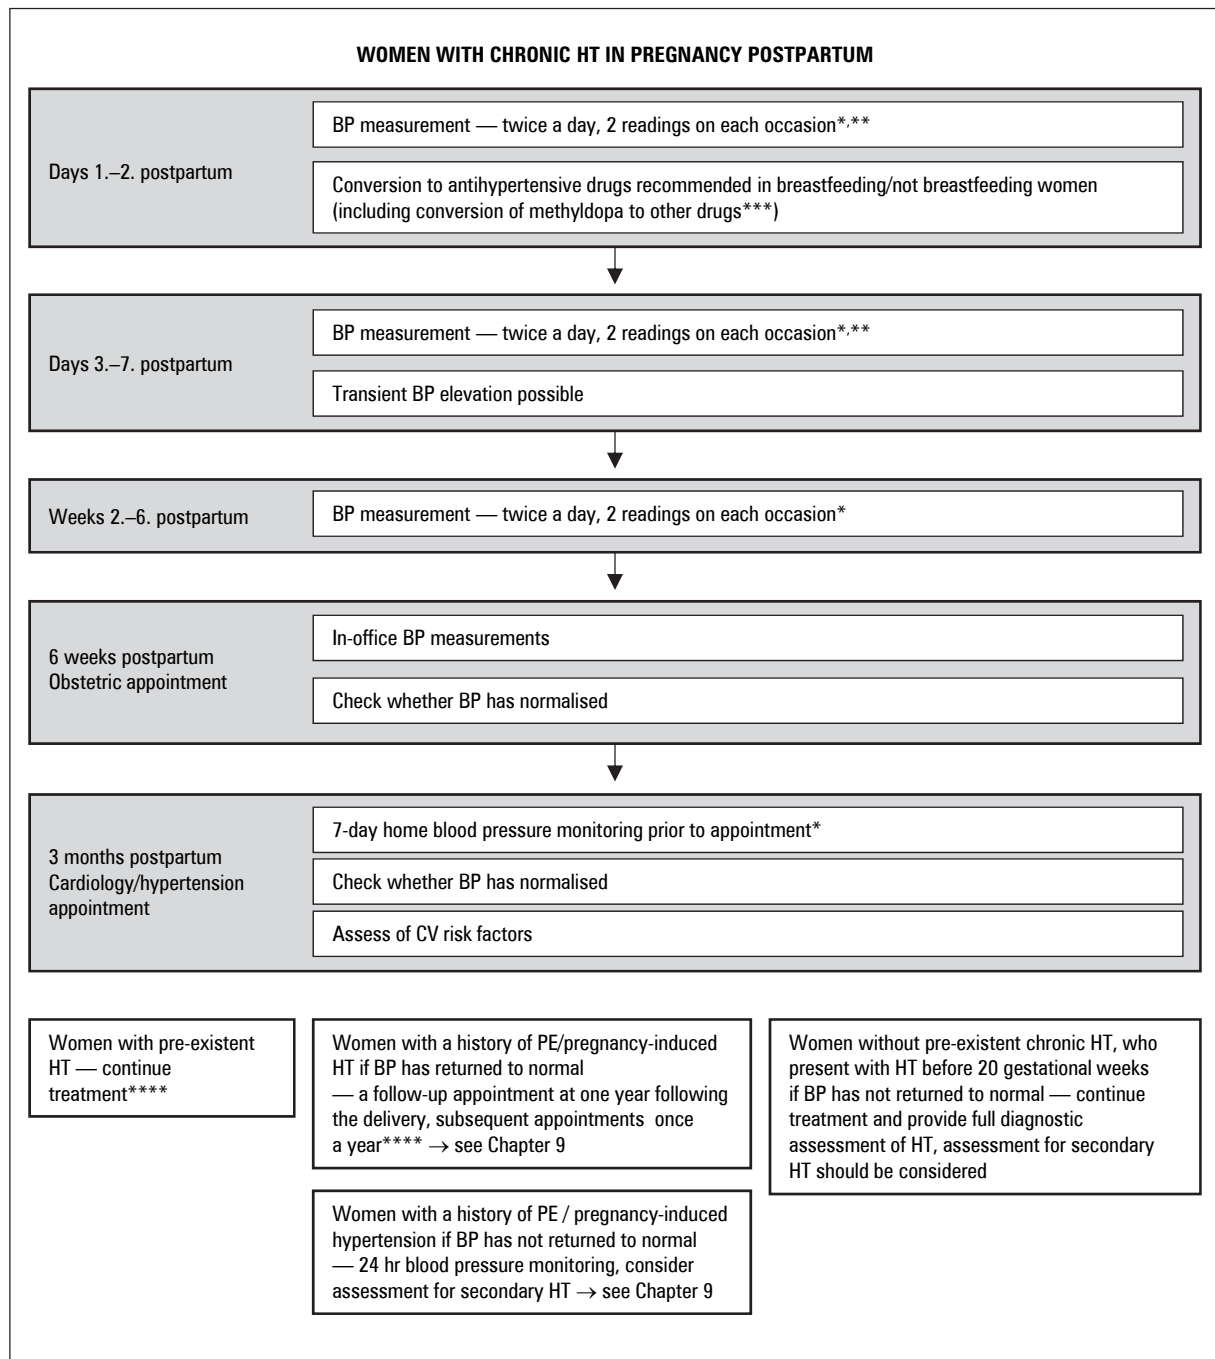 WOMEN WITH CHRONIC HT IN PREGNANCY POSTPARTUM
Days 1.–2. postpartum
BP measurement — twice a day, 2 readings on each occasion*,**
Conversion to antihypertensive drugs recommended in breastfeeding/not breastfeeding women
(including conversion of methyldopa to other drugs***)
Days 3.–7. postpartum
BP measurement — twice a day, 2 readings on each occasion*,**
Transient BP elevation possible
Weeks 2.–6. postpartum
BP measurement — twice a day, 2 readings on each occasion*
6 weeks postpartum
Obstetric appointment
In-office BP measurements
Check whether BP has normalised
3 months postpartum
Cardiology/hypertension
appointment
7-day home blood pressure monitoring prior to appointment*
Check whether BP has normalised
Assess of CV risk factors
Women with pre-existent
HT — continue
treatment****
Women with a history of PE/pregnancy-induced
HT if BP has returned to normal
— a follow-up appointment at one year following
the delivery, subsequent appointments once
a year**** → see Chapter 9
Women with a history of PE / pregnancy-induced
hypertension if BP has not returned to normal
— 24 hr blood pressure monitoring, consider
assessment for secondary HT → see Chapter 9
Women without pre-existent chronic HT, who
present with HT before 20 gestational weeks
if BP has not returned to normal — continue
treatment and provide full diagnostic
assessment of HT, assessment for secondary
HT should be considered